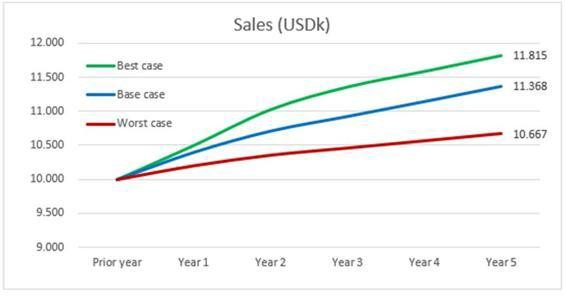 Sales (USDk)
12.000
11.500
11.000
10.500
10.000
9.500
9.000
Best case
Base case
Worst case
11.815
11.368
10.667
Prior year Year 1 Year 2 Year 3 Year 4 Year 5